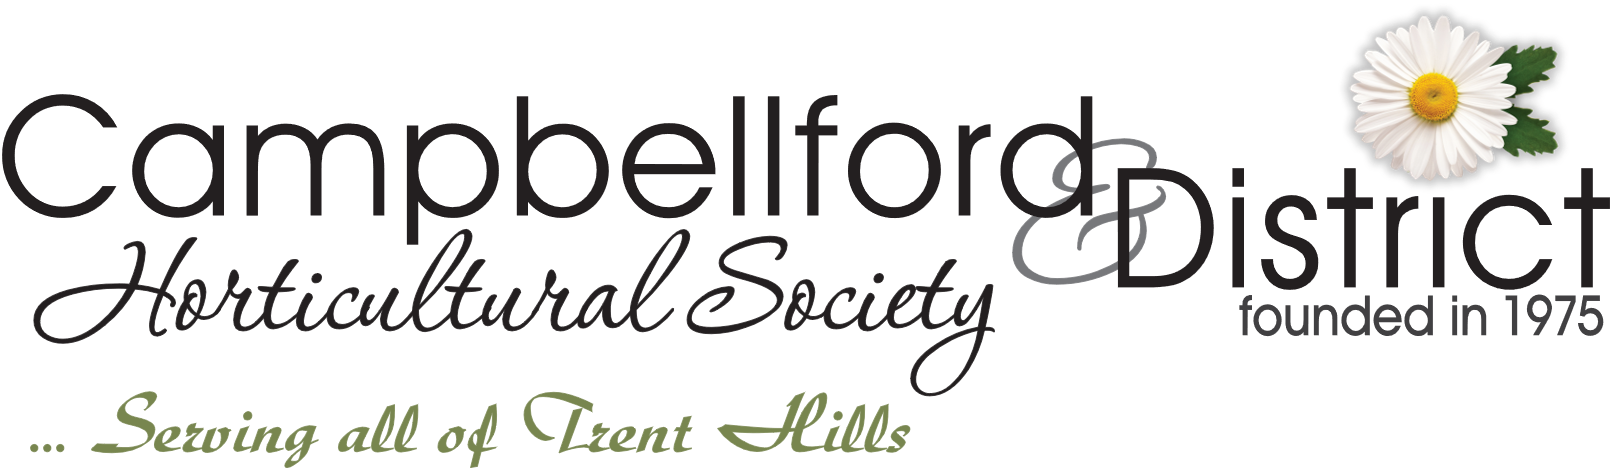 Campbellford & District
Horticultural Society
founded in 1975
... Serving all of Trent Hills